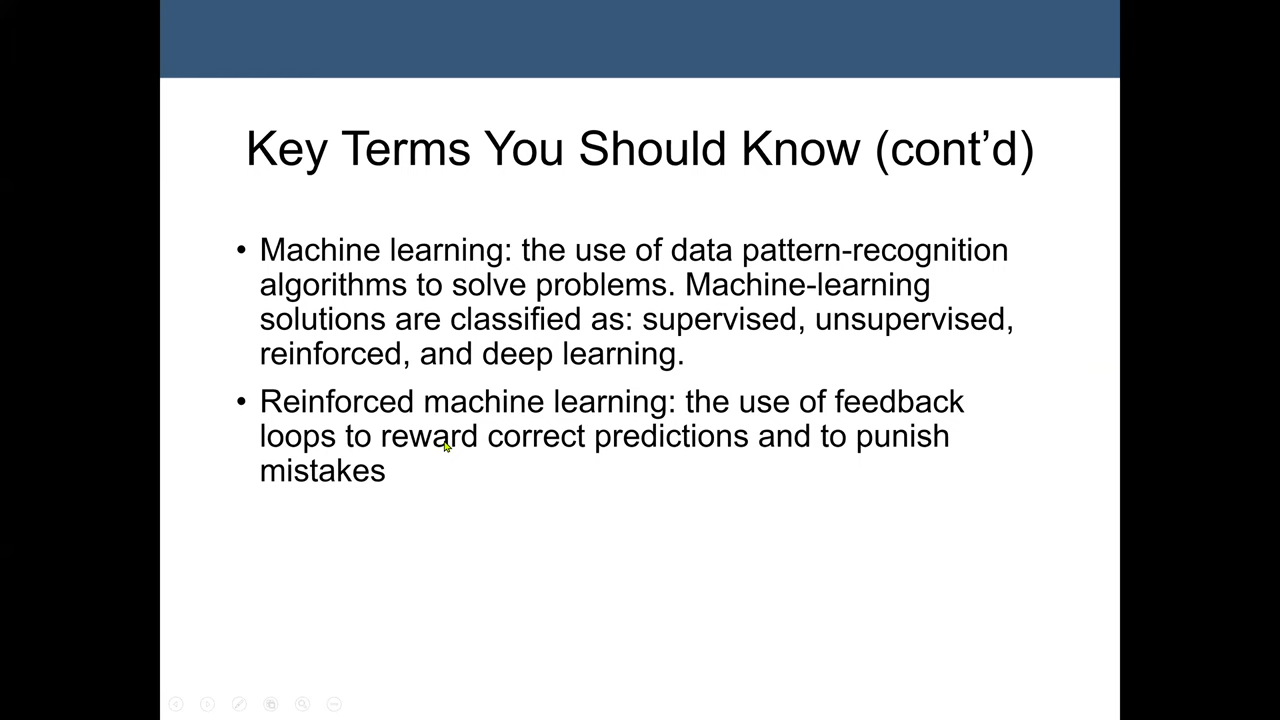 Key Terms You Should Know (cont’d)
• Machine learning: the use of data pattern-recognition
algorithms to solve problems. Machine-learning
solutions are classified as: supervised, unsupervised,
reinforced, and deep learning.
• Reinforced machine learning: the use of feedback
loops to reward correct predictions and to punish
mistakes